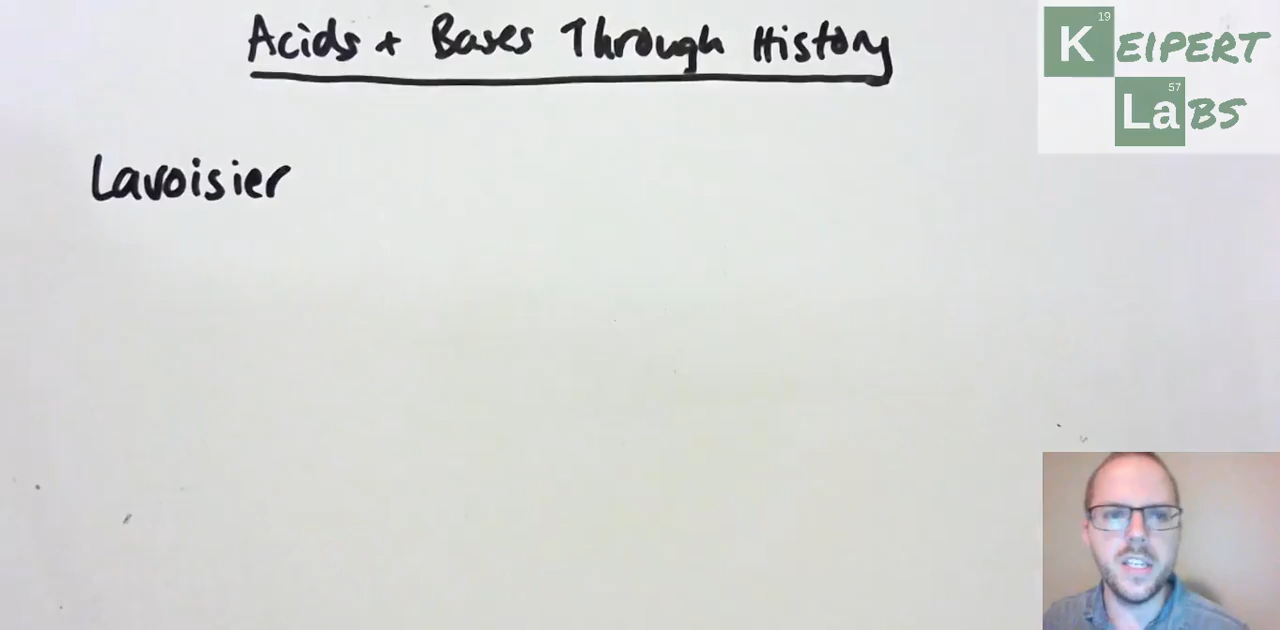 Acids + Bases Through History
19
KEIPERT
57
LaBS
Lavoisier